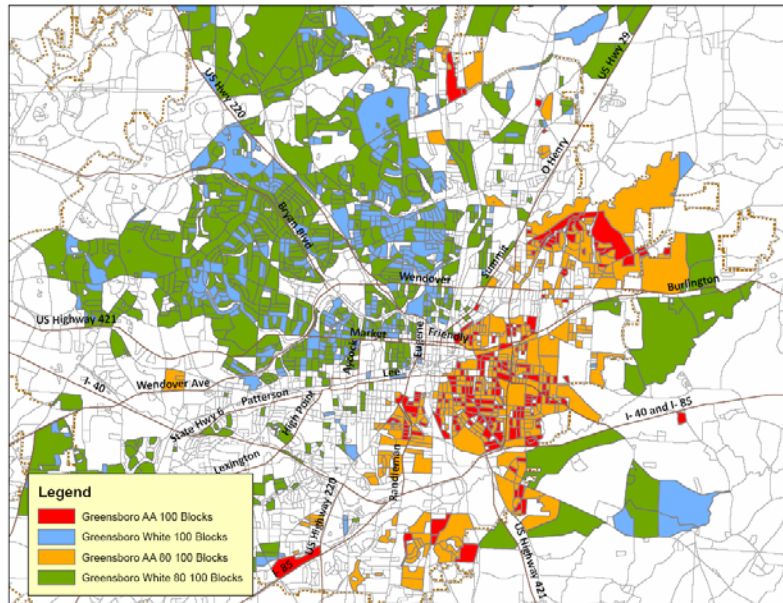 US Hwy 220
US Hwy 29
O Henry
Bryan Blvd
Summit
Wendover
Burlington
US Highway 421
Market
Friendly
Eugene
Aycock
Lee
I- 40
Wendover Ave
Patterson
State Hwy 6
High Point
I- 40 and I- 85
Lexington
Randleman
US Highway 220
US Highway 421
I- 85
Legend
Greensboro AA 100 Blocks
Greensboro White 100 Blocks
Greensboro AA 80 100 Blocks
Greensboro White 80 100 Blocks